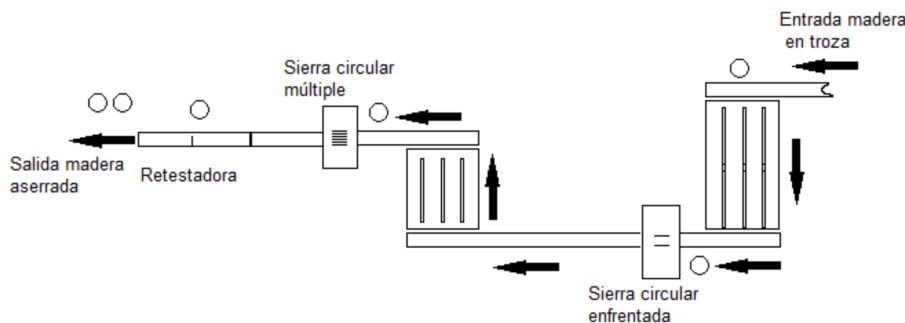 Entrada madera
en troza
Sierra circular
múltiple
Salida madera
aserrada
Retestadora
Sierra circular
enfrentada